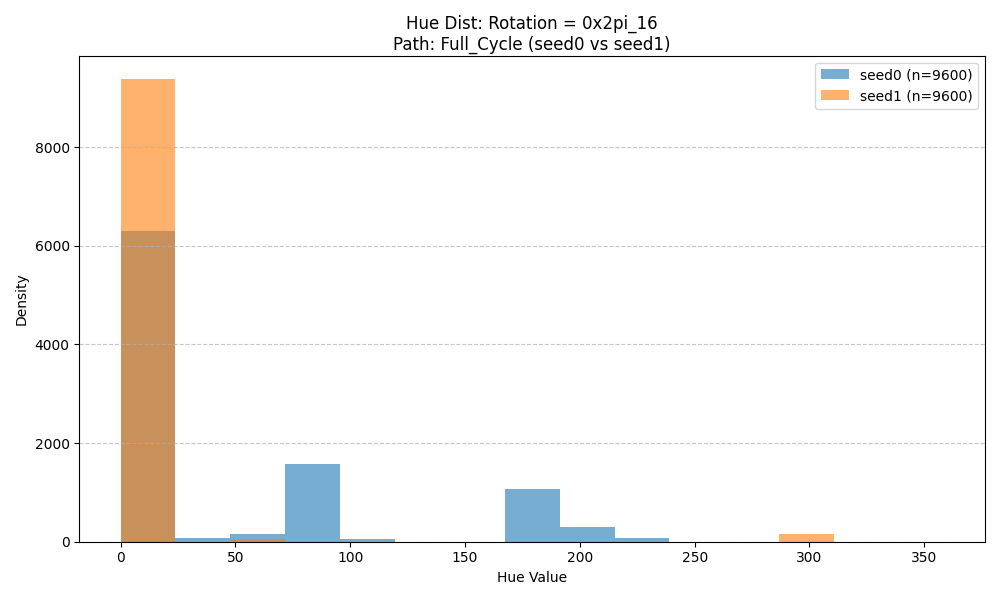 Hue Dist: Rotation = 0x2pi_16
Path: Full_Cycle (seed0 vs seed1)
seed0 (n=9600)
seed1 (n=9600)
Density
8000
6000
4000
2000
0
0 50 100 150 200 250 300 350
Hue Value